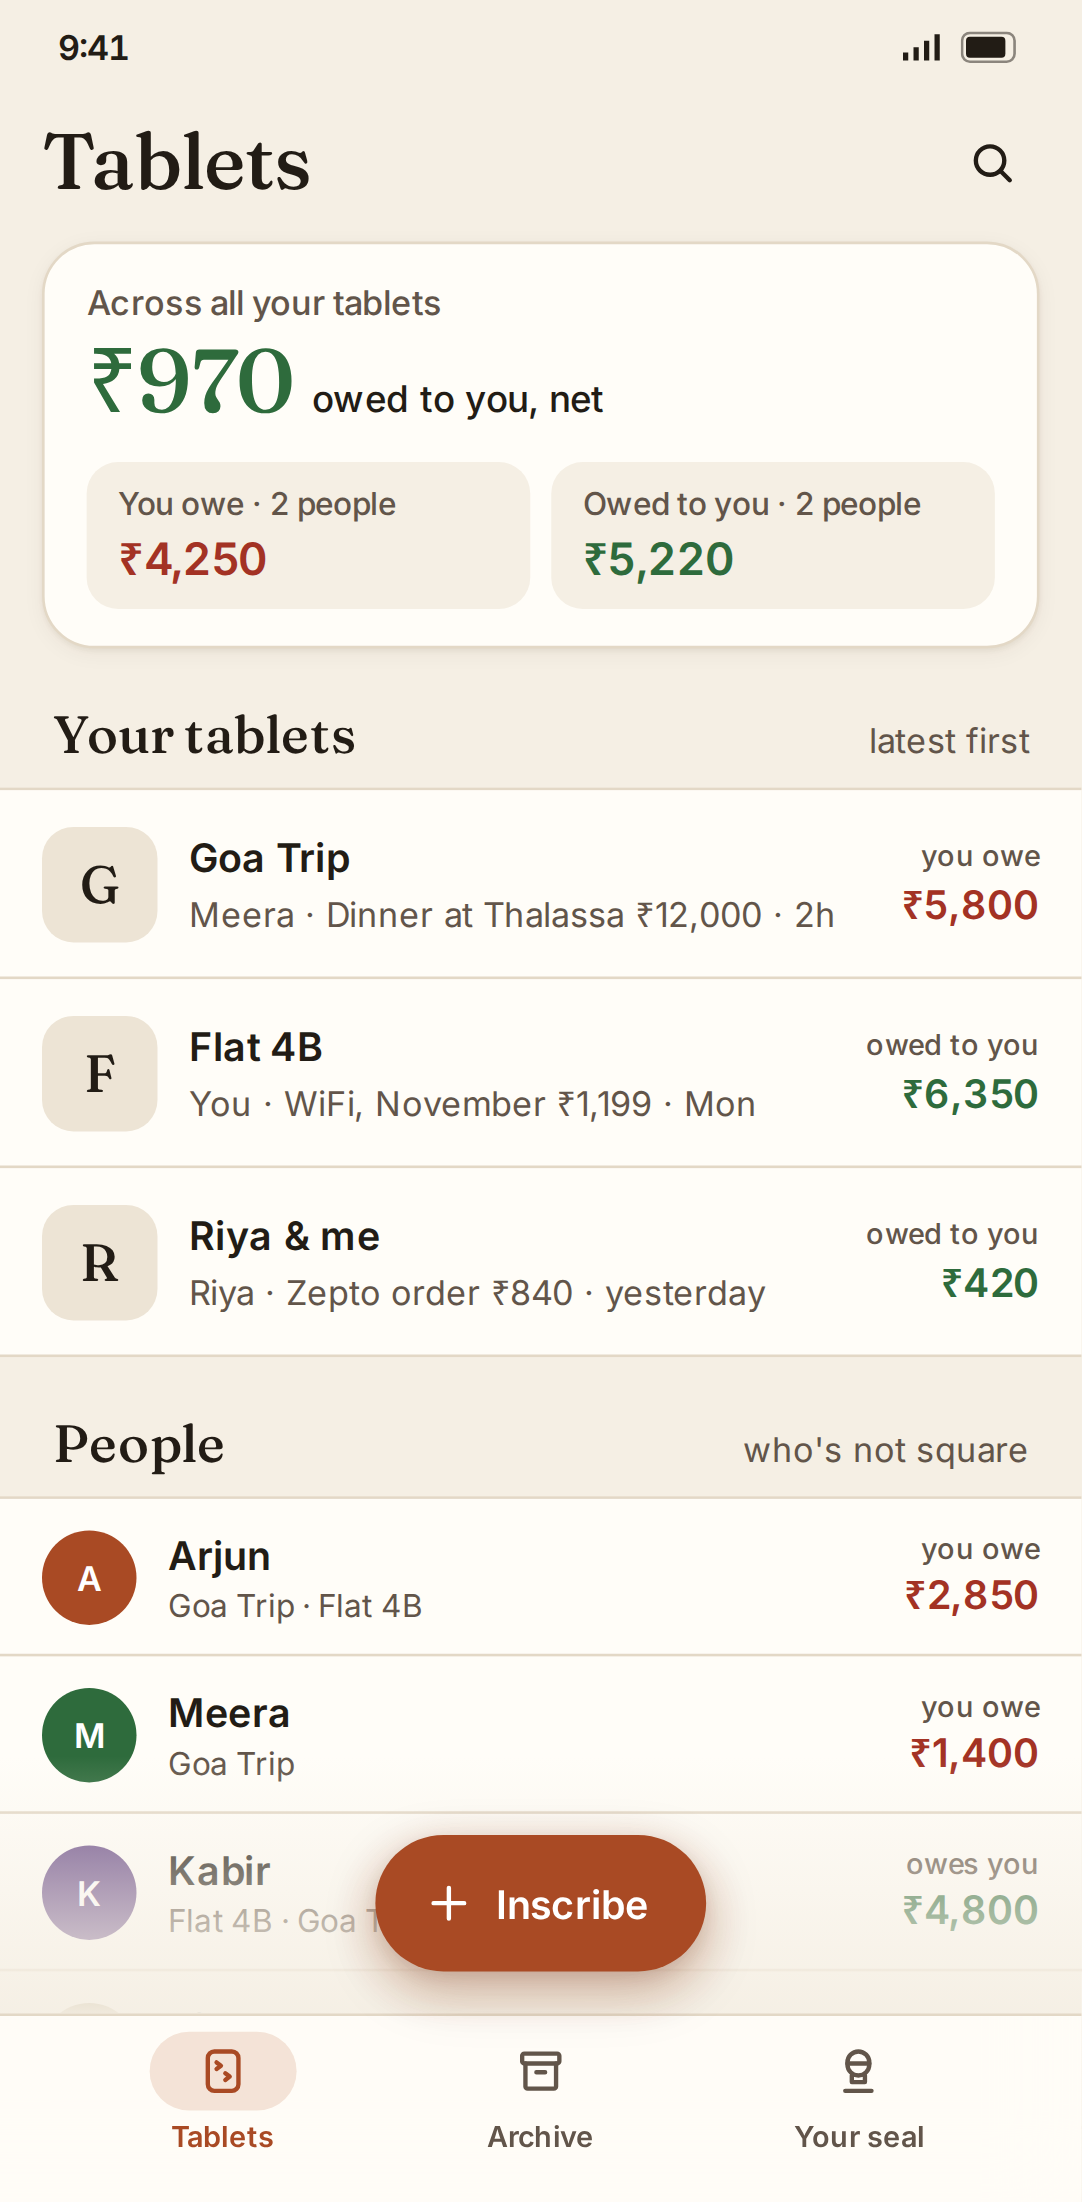 9:41
Tablets
Across all your tablets
₹970 owed to you, net
You owe · 2 people
₹4,250
Owed to you · 2 people
₹5,220
Your tablets
latest first
G
Goa Trip
Meera · Dinner at Thalassa ₹12,000 · 2h
you owe
₹5,800
F
Flat 4B
You · WiFi, November ₹1,199 · Mon
owed to you
₹6,350
R
Riya & me
Riya · Zepto order ₹840 · yesterday
owed to you
₹420
People
who's not square
A
Arjun
Goa Trip · Flat 4B
you owe
₹2,850
M
Meera
Goa Trip
you owe
₹1,400
K
Kabir
Flat 4B · Goa
owes you
₹4,800
Inscribe
Tablets
Archive
Your seal